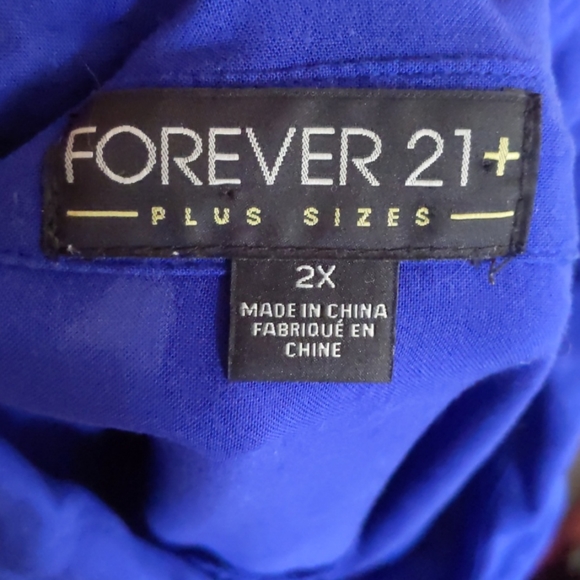 FOREVER 21+
PLUS SIZES
2X
MADE IN CHINA
FABRIQUÉ EN
CHINE